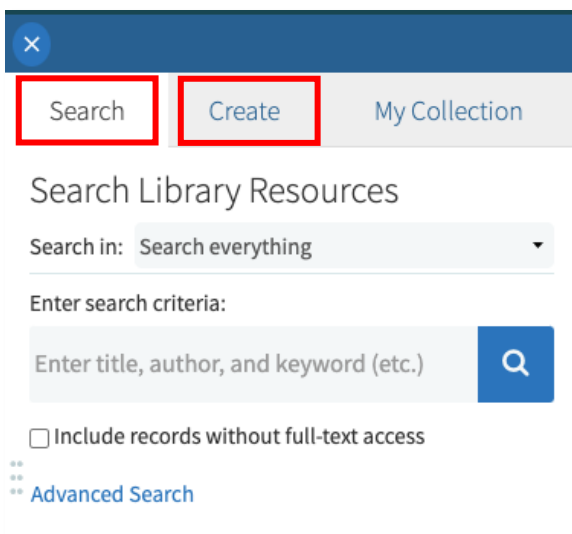 Search Create My Collection
Search Library Resources
Search in: Search everything
Enter search criteria:
Enter title, author, and keyword (etc.)
Include records without full-text access
Advanced Search